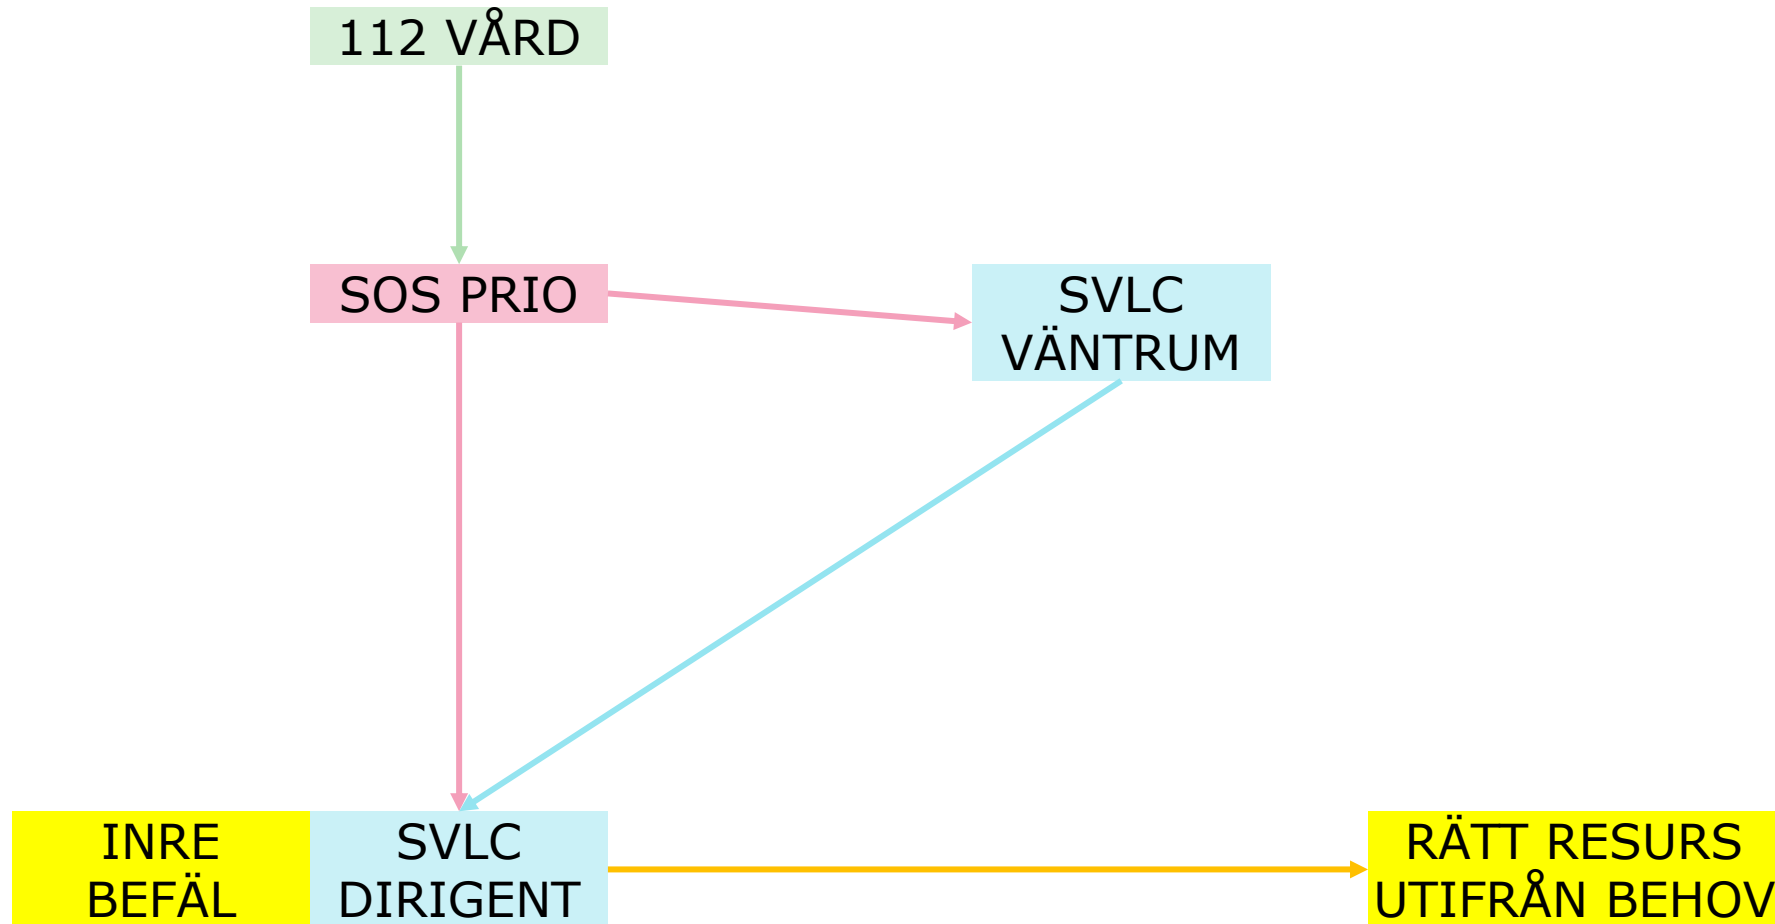 112 VÅRD
SOS PRIO
SVLC
VÄNTRUM
INRE
BEFÄL
SVLC
DIRIGENT
RÄTT RESURS
UTIFRÅN BEHOV